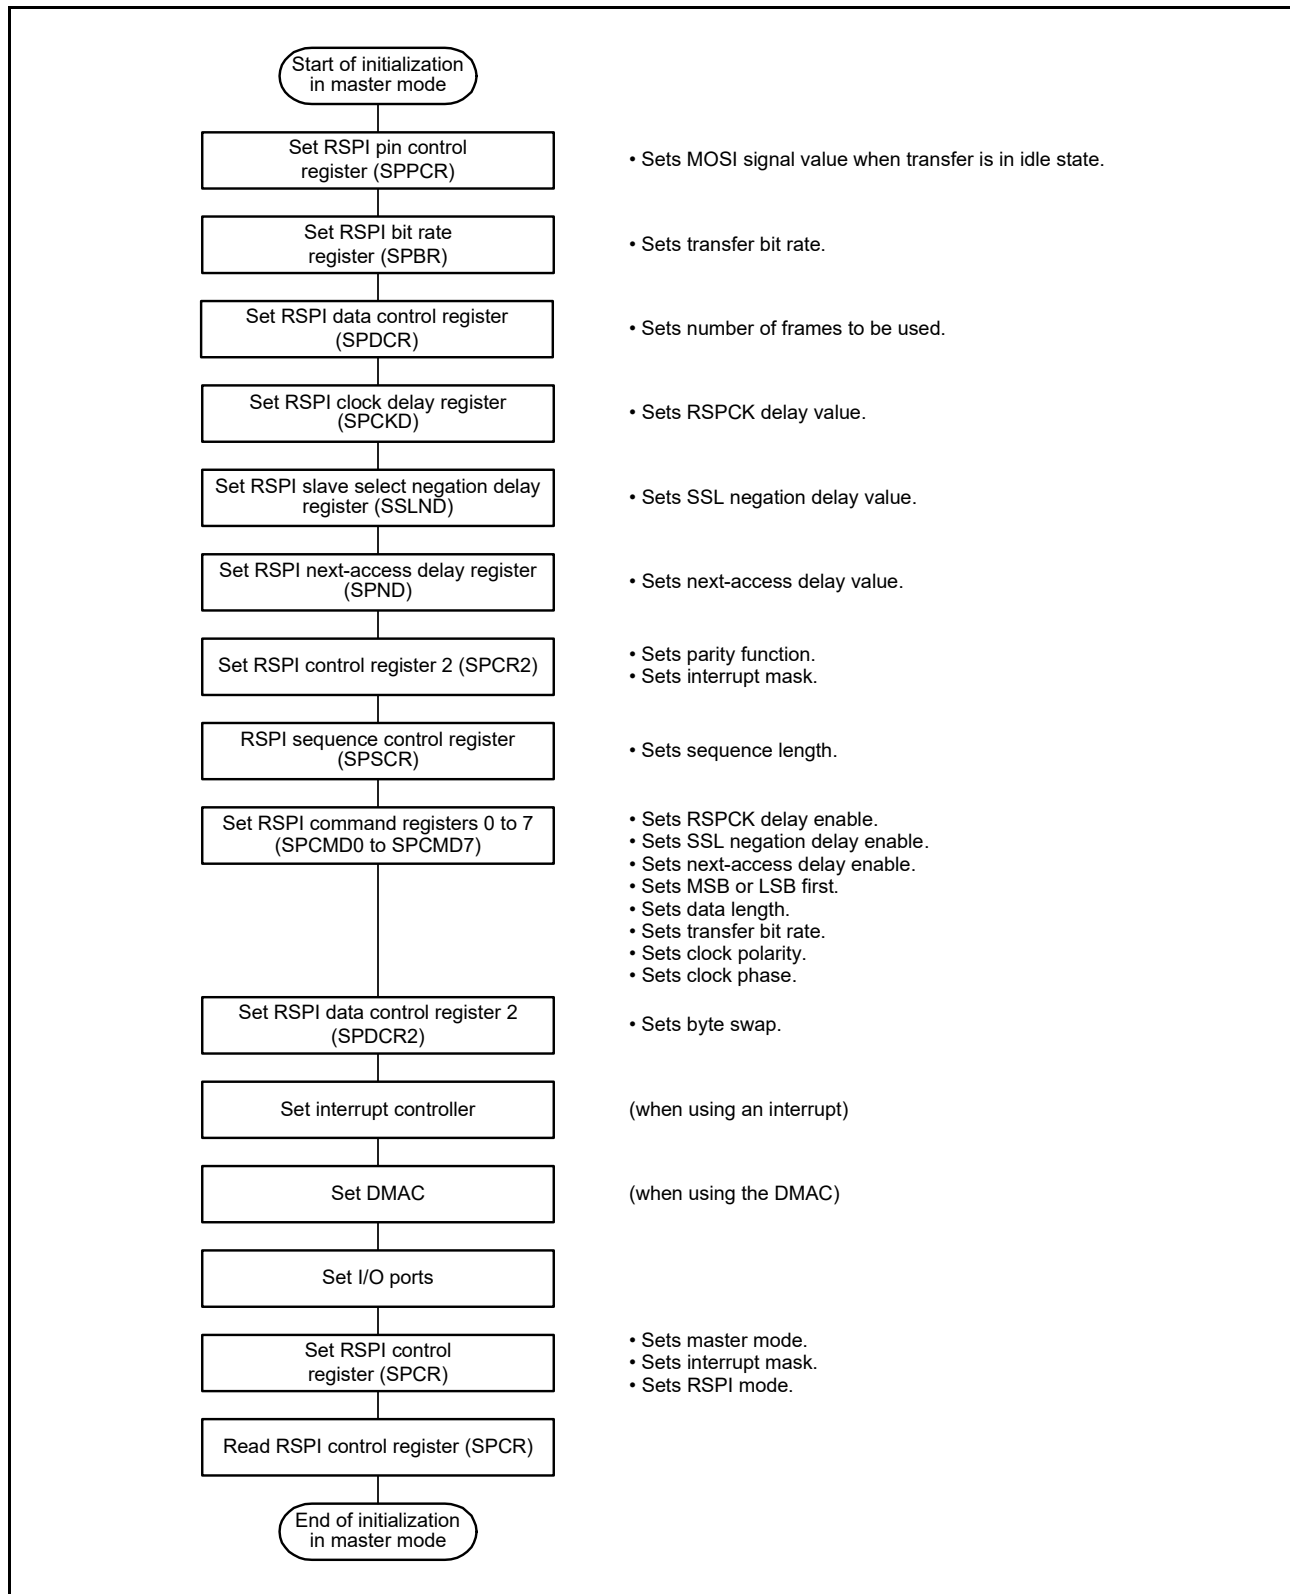 Start of initialization
in master mode
Set RSPI pin control
register (SPPCR)
• Sets MOSI signal value when transfer is in idle state.
Set RSPI bit rate
register (SPBR)
• Sets transfer bit rate.
Set RSPI data control register
(SPDCR)
• Sets number of frames to be used.
Set RSPI clock delay register
(SPCKD)
• Sets RSPCK delay value.
Set RSPI slave select negation delay
register (SSLND)
• Sets SSL negation delay value.
Set RSPI next-access delay register
(SPND)
• Sets next-access delay value.
Set RSPI control register 2 (SPCR2)
• Sets parity function.
• Sets interrupt mask.
RSPI sequence control register
(SPSCR)
• Sets sequence length.
Set RSPI command registers 0 to 7
(SPCMD0 to SPCMD7)
• Sets RSPCK delay enable.
• Sets SSL negation delay enable.
• Sets next-access delay enable.
• Sets MSB or LSB first.
• Sets data length.
• Sets transfer bit rate.
• Sets clock polarity.
• Sets clock phase.
Set RSPI data control register 2
(SPDCR2)
• Sets byte swap.
Set interrupt controller
(when using an interrupt)
Set DMAC
(when using the DMAC)
Set I/O ports
Set RSPI control
register (SPCR)
• Sets master mode.
• Sets interrupt mask.
• Sets RSPI mode.
Read RSPI control register (SPCR)
End of initialization
in master mode